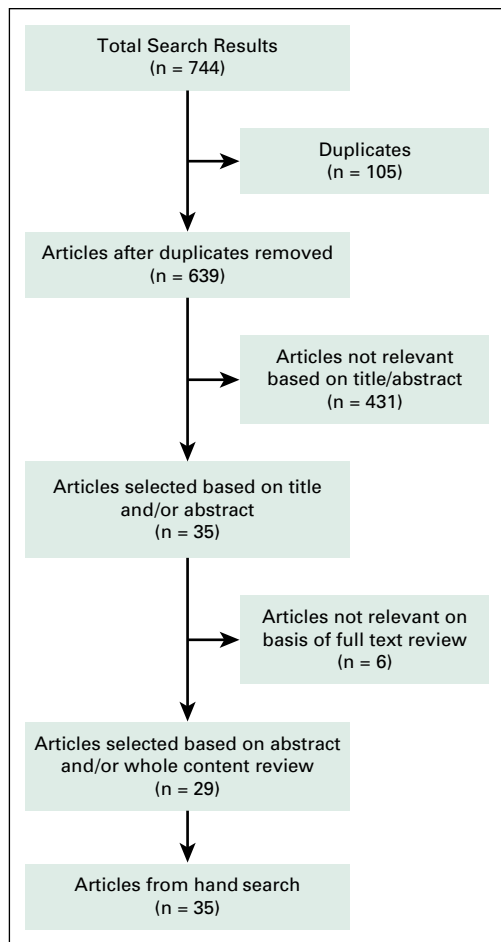 Total Search Results
(n = 744)
Duplicates
(n = 105)
Articles after duplicates removed
(n = 639)
Articles not relevant
based on title/abstract
(n = 431)
Articles selected based on title
and/or abstract
(n = 35)
Articles not relevant on
basis of full text review
(n = 6)
Articles selected based on abstract
and/or whole content review
(n = 29)
Articles from hand search
(n = 35)